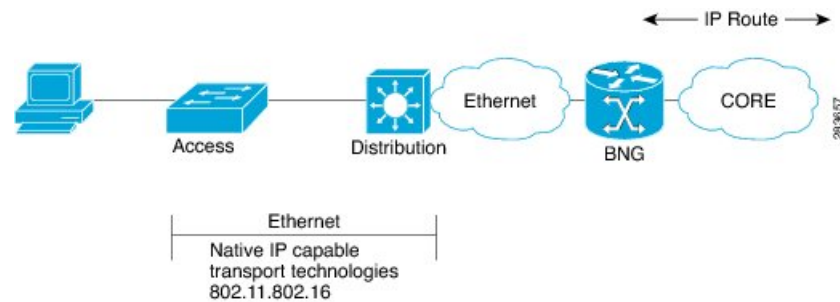 IP Route
Ethernet
CORE
Access
Distribution
BNG
Ethernet
Native IP capable
transport technologies
802.11.802.16